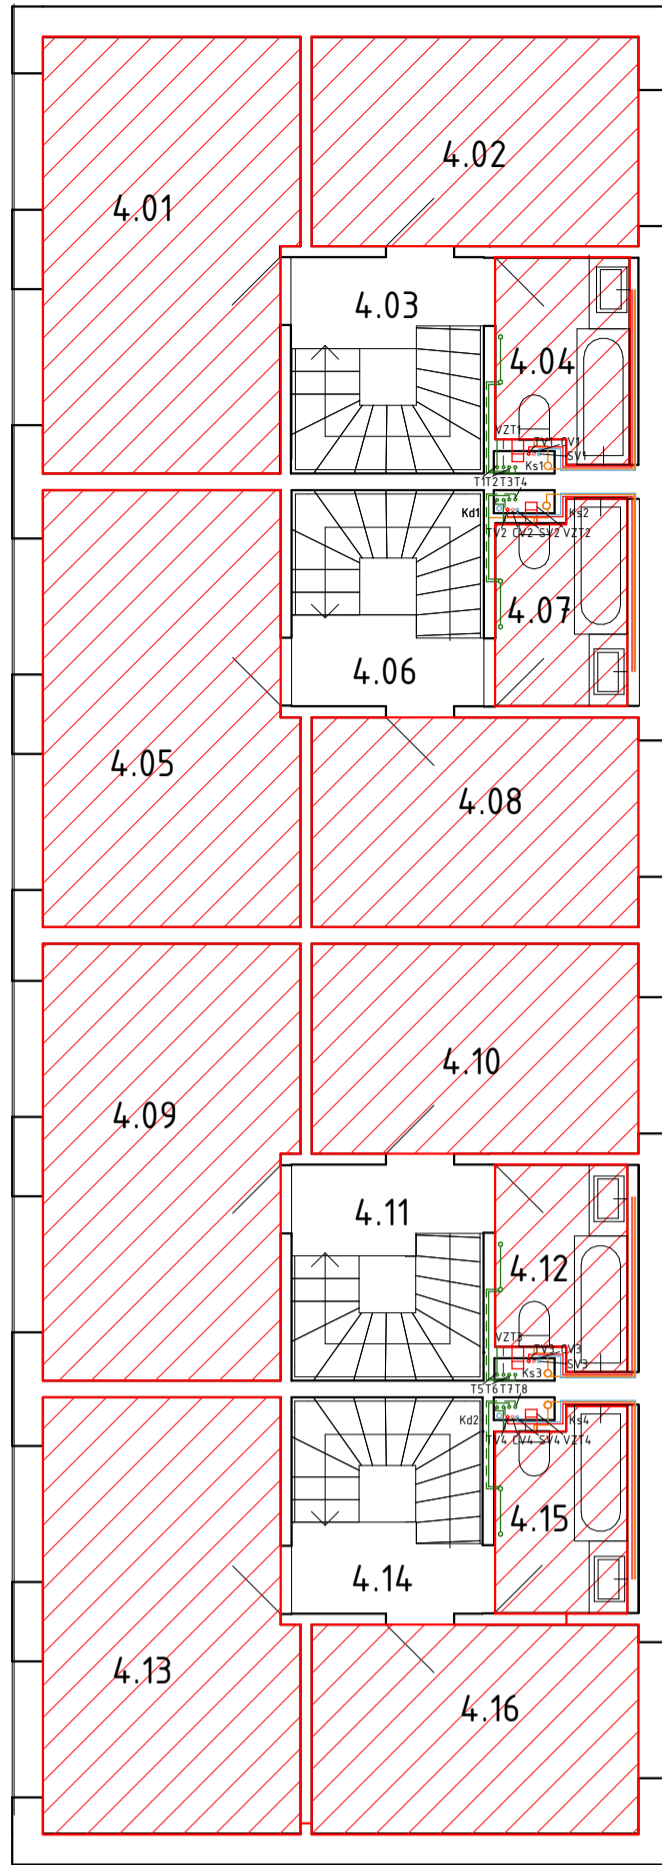 4.02
4.01
4.03
4.04
VZT1
TV1 CV1
SV1
Ks1
T1T2T3T4
Kd1
Ks2
TV2 CV2 SV2 VZT2
4.07
4.06
4.05
4.08
4.10
4.09
4.11
4.12
VZT3
TV3 CV3
SV3
Ks3
T5T6T7T8
Kd2
Ks4
TV4 CV4 SV4 VZT4
4.15
4.14
4.13
4.16